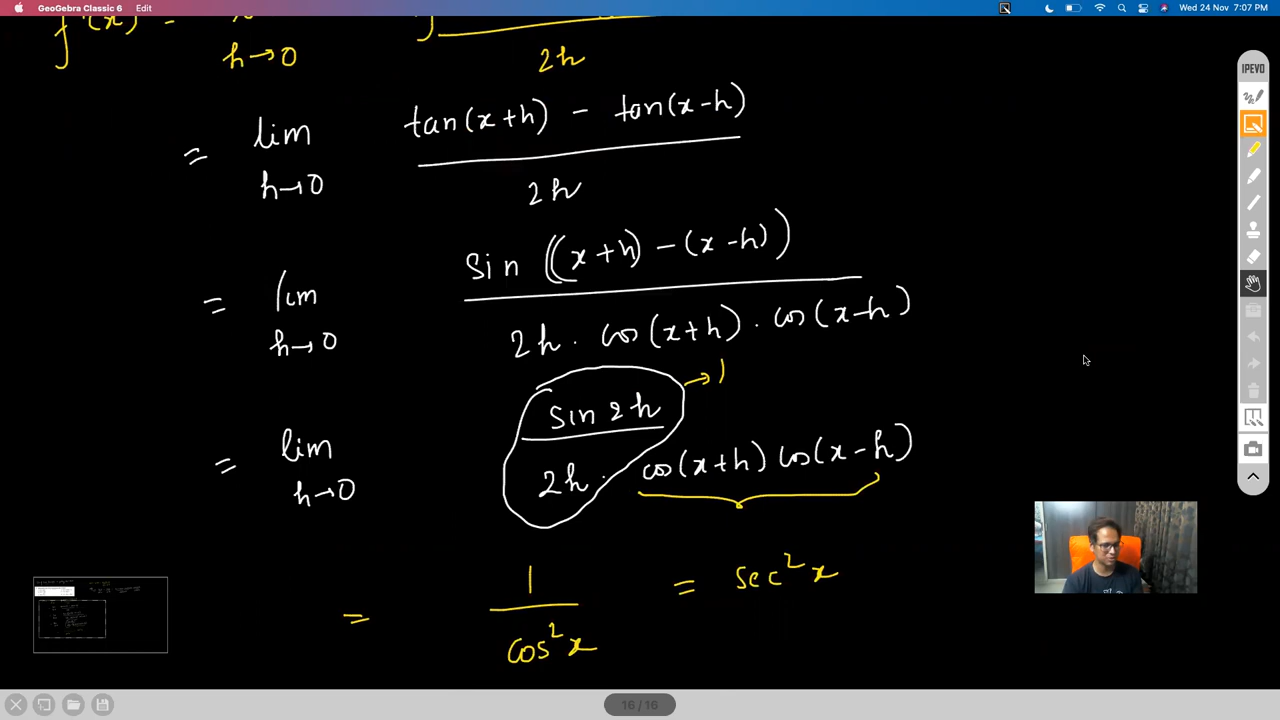 GeoGebra Classic 6 Edit Wed 24 Nov 7:07 PM
f'(x) =
h→0 2h
= lim h→0 tan(x+h) - tan(x-h) / 2h
= lim h→0 Sin ((x+h) - (x-h)) / 2h · cos(x+h) · cos(x-h)
= lim h→0 sin 2h / 2h · cos(x+h) cos(x-h) → 1
= 1 / cos²x = sec²x
IPEVO
16 / 16